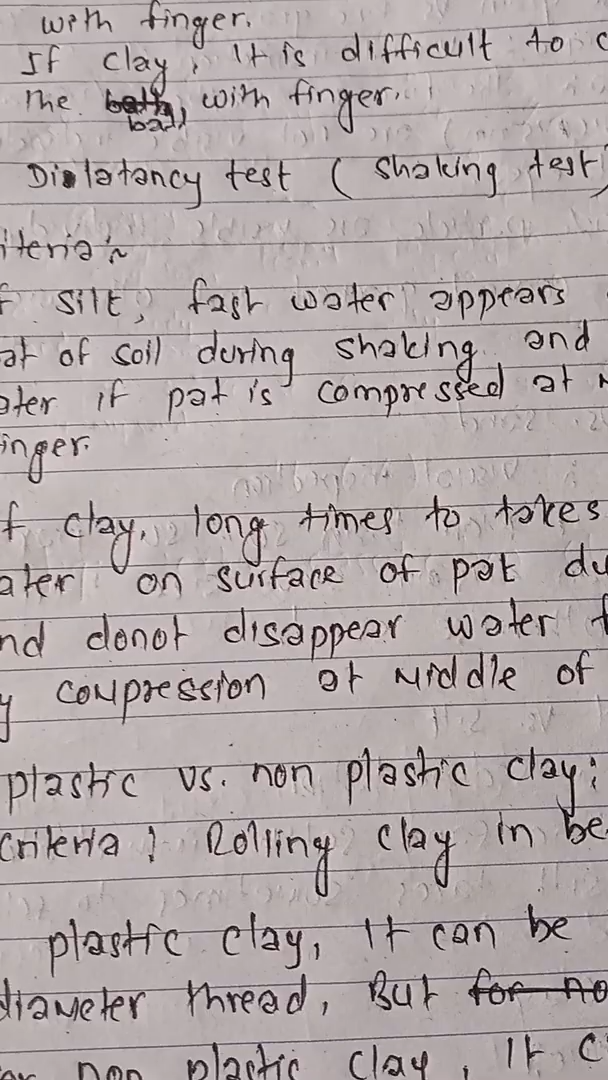 with finger.
If clay, It is difficult to c
The ball with finger.
Dilatancy test ( shaking test)
iteria :~
f silt, fast water appears
at of soil during shaking and
ater if pat is compressed at m
inger.
f clay, long times to takes
ater on surface of pat du
nd donot disappear water f
y compression at Middle of
plastic vs. non plastic clay:
criteria : Rolling clay in be
plastic clay, It can be
diameter thread, But for no
or non plastic clay, It c